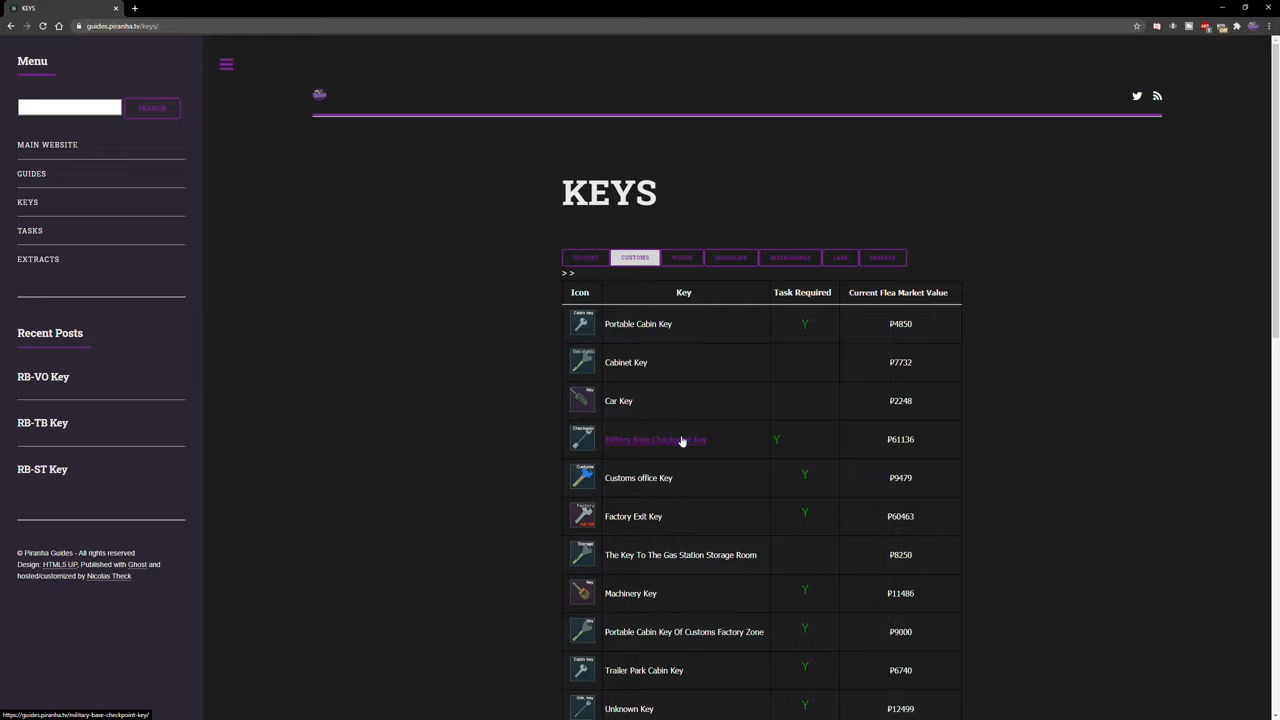 KEYS
guides.piranha.tv/keys/
Menu
SEARCH
MAIN WEBSITE
GUIDES
KEYS
TASKS
EXTRACTS
Recent Posts
RB-VO Key
RB-TB Key
RB-ST Key
© Piranha Guides - All rights reserved
Design: HTML5 UP, Published with Ghost and
hosted/customized by Nicolas Theck
KEYS
FACTORY CUSTOMS WOODS SHORELINE INTERCHANGE LABS RESERVE
> >
Icon Key Task Required Current Flea Market Value
Portable Cabin Key Y ₽4850
Cabinet Key ₽7732
Car Key ₽2248
Military Base Checkpoint Key Y ₽61136
Customs office Key Y ₽9479
Factory Exit Key Y ₽60463
The Key To The Gas Station Storage Room ₽8250
Machinery Key Y ₽11486
Portable Cabin Key Of Customs Factory Zone Y ₽9000
Trailer Park Cabin Key Y ₽6740
Unknown Key Y ₽12499
https://guides.piranha.tv/military-base-checkpoint-key/